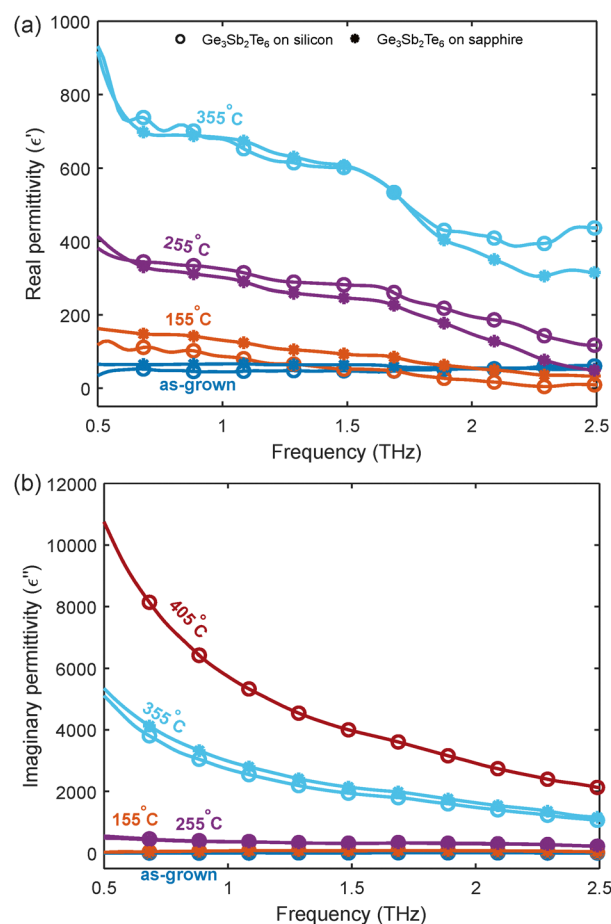 (a)
1000
800
600
400
200
0
Real permittivity (ϵ')
Ge₃Sb₂Te₆ on silicon
Ge₃Sb₂Te₆ on sapphire
355°C
255°C
155°C
as-grown
0.5
1
1.5
2
2.5
Frequency (THz)
(b)
12000
10000
8000
6000
4000
2000
0
Imaginary permittivity (ϵ'')
405°C
355°C
155°C
255°C
as-grown
0.5
1
1.5
2
2.5
Frequency (THz)